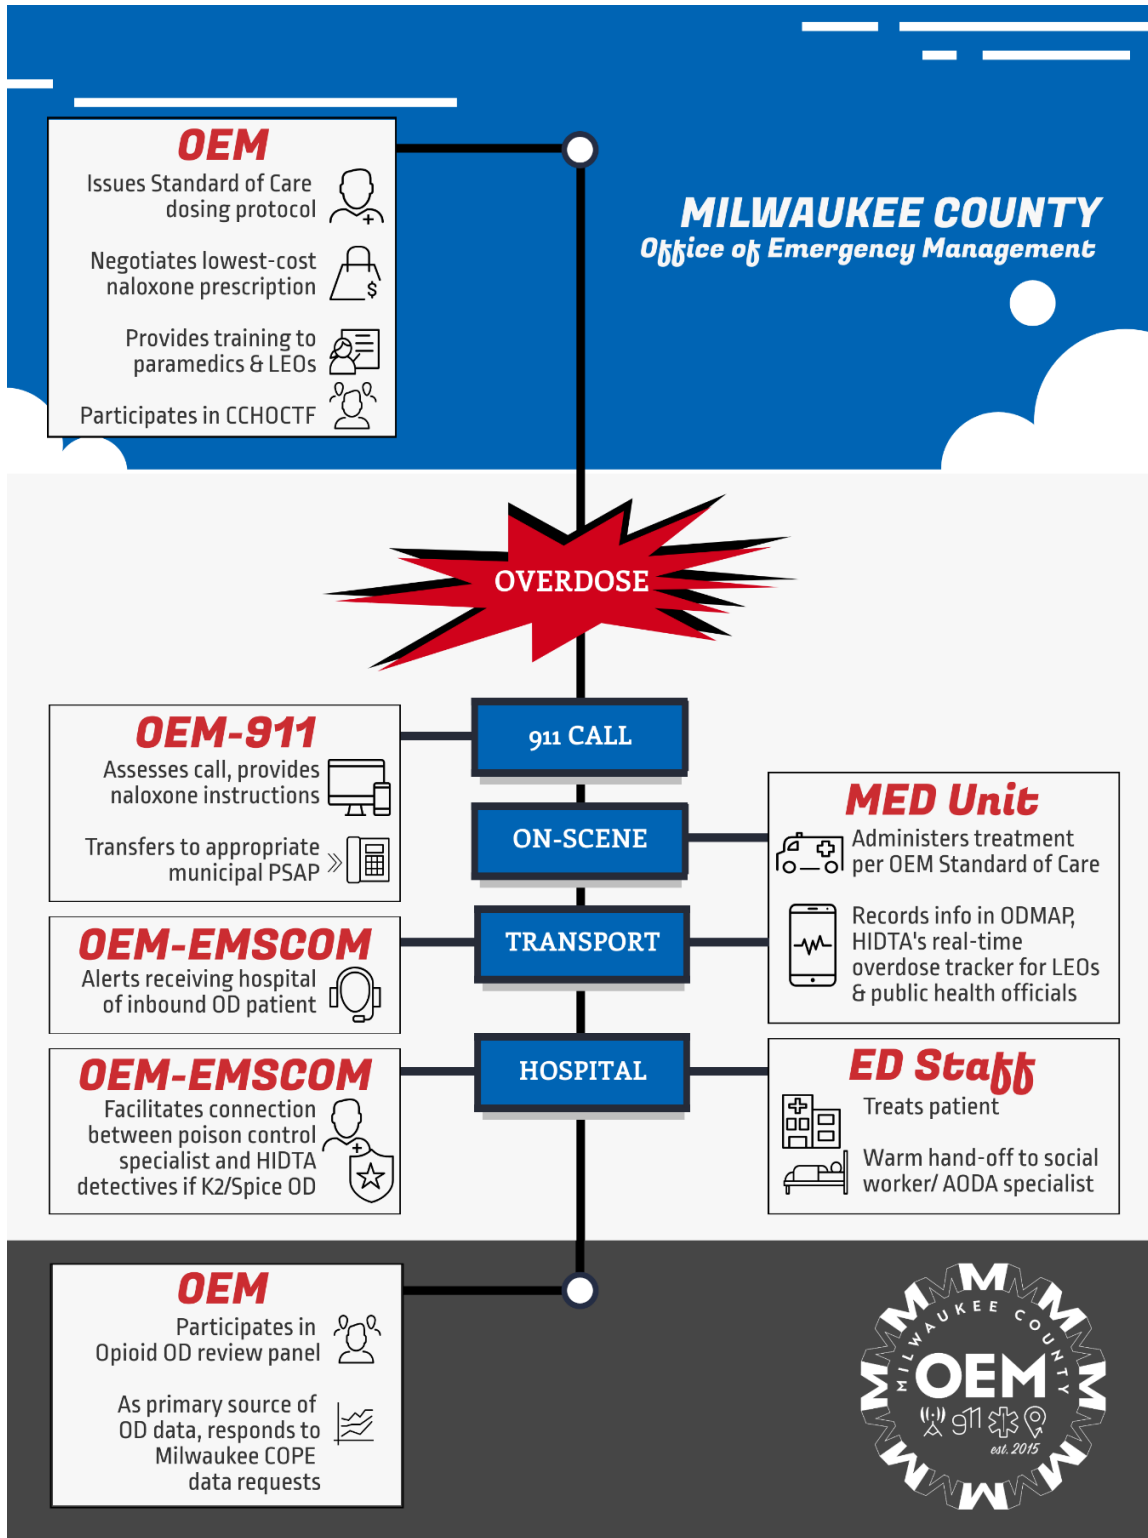 OEM
Issues Standard of Care
dosing protocol
Negotiates lowest-cost
naloxone prescription
$
Provides training to
paramedics & LEOs
Participates in CCHOCTF
MILWAUKEE COUNTY
Office of Emergency Management
OVERDOSE
911 CALL
OEM-911
Assesses call, provides
naloxone instructions
Transfers to appropriate
municipal PSAP
ON-SCENE
MED Unit
Administers treatment
per OEM Standard of Care
Records info in ODMAP,
HIDTA's real-time
overdose tracker for LEOs
& public health officials
TRANSPORT
OEM-EMSCOM
Alerts receiving hospital
of inbound OD patient
HOSPITAL
OEM-EMSCOM
Facilitates connection
between poison control
specialist and HIDTA
detectives if K2/Spice OD
ED Staff
Treats patient
Warm hand-off to social
worker/ AODA specialist
OEM
Participates in
Opioid OD review panel
As primary source of
OD data, responds to
Milwaukee COPE
data requests
MILWAUKEE COUNTY
OEM
911
est. 2015